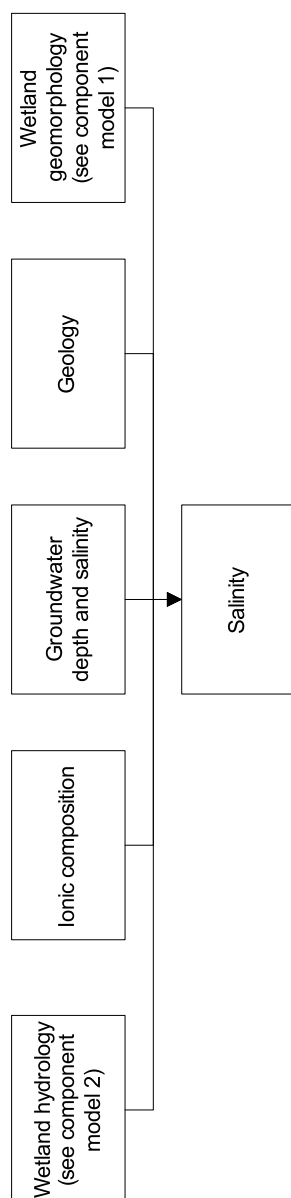 Wetland hydrology
(see component
model 2)
Ionic composition
Groundwater
depth and salinity
Geology
Wetland
geomorphology
(see component
model 1)
Salinity